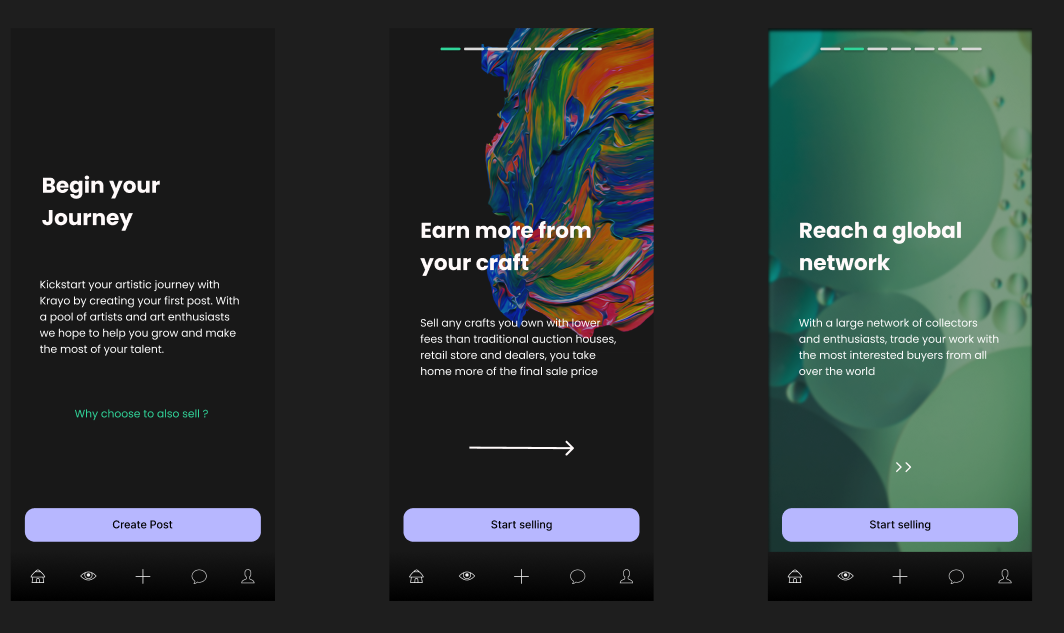 Begin your
Journey
Kickstart your artistic journey with
Krayo by creating your first post. With
a pool of artists and art enthusiasts
we hope to help you grow and make
the most of your talent.
Why choose to also sell ?
Create Post
Earn more from
your craft
Sell any crafts you own with lower
fees than traditional auction houses,
retail store and dealers, you take
home more of the final sale price
Start selling
Reach a global
network
With a large network of collectors
and enthusiasts, trade your work with
the most interested buyers from all
over the world
Start selling